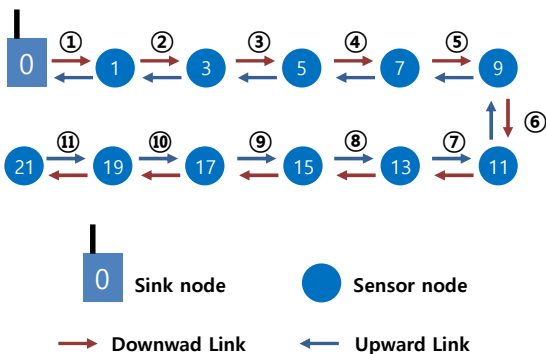 ① ② ③ ④ ⑤
0 1 3 5 7 9
⑥
⑪ ⑩ ⑨ ⑧ ⑦
21 19 17 15 13 11
0 Sink node Sensor node
Downwad Link Upward Link